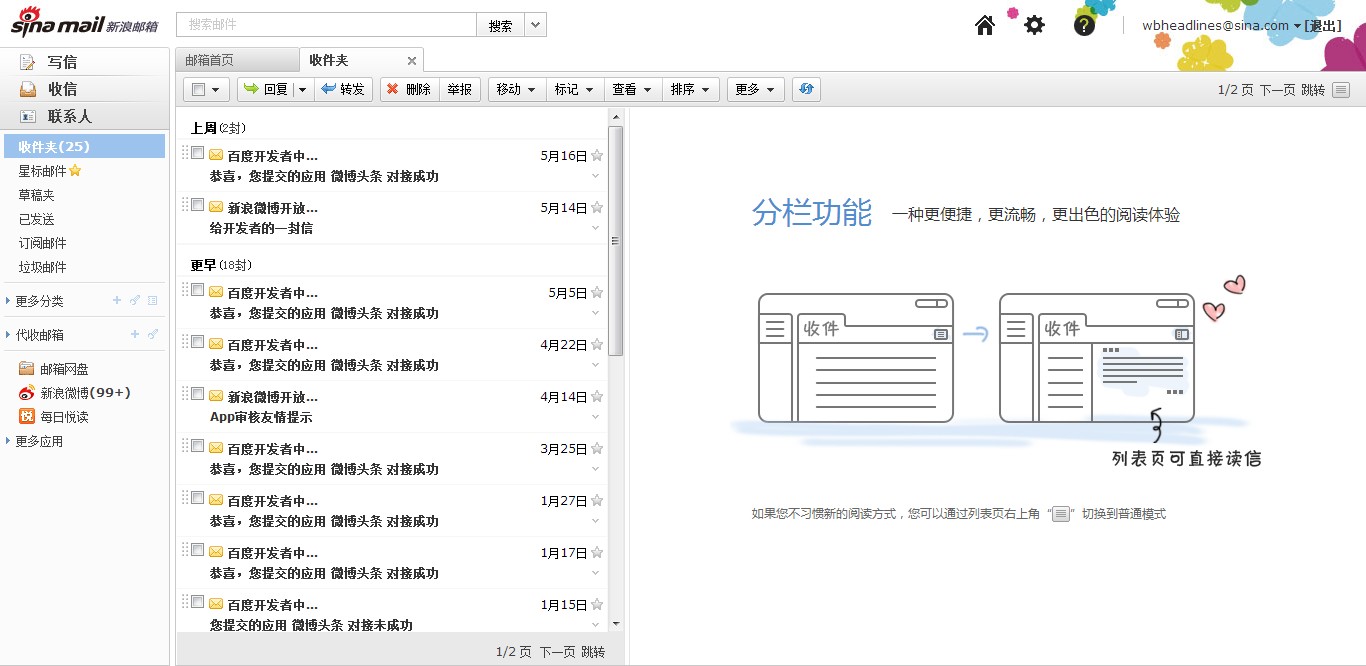 sina mail 新浪邮箱
搜索邮件
搜索
wbheadlines@sina.com
[退出]
写信
收信
联系人
收件夹(25)
星标邮件
草稿夹
已发送
订阅邮件
垃圾邮件
更多分类
代收邮箱
邮箱网盘
新浪微博(99+)
悦
每日悦读
更多应用
邮箱首页
收件夹
回复
转发
删除
举报
移动
标记
查看
排序
更多
1/2 页 下一页 跳转
上周(2封)
百度开发者中... 5月16日
恭喜，您提交的应用 微博头条 对接成功
新浪微博开放... 5月14日
给开发者的一封信
更早(18封)
百度开发者中... 5月5日
恭喜，您提交的应用 微博头条 对接成功
百度开发者中... 4月22日
恭喜，您提交的应用 微博头条 对接成功
新浪微博开放... 4月14日
App审核友情提示
百度开发者中... 3月25日
恭喜，您提交的应用 微博头条 对接成功
百度开发者中... 1月27日
恭喜，您提交的应用 微博头条 对接成功
百度开发者中... 1月17日
恭喜，您提交的应用 微博头条 对接成功
百度开发者中... 1月15日
您提交的应用 微博头条 对接未成功
1/2 页 下一页 跳转
分栏功能 一种更便捷，更流畅，更出色的阅读体验
收件
收件
列表页可直接读信
如果您不习惯新的阅读方式，您可以通过列表页右上角 “ ” 切换到普通模式